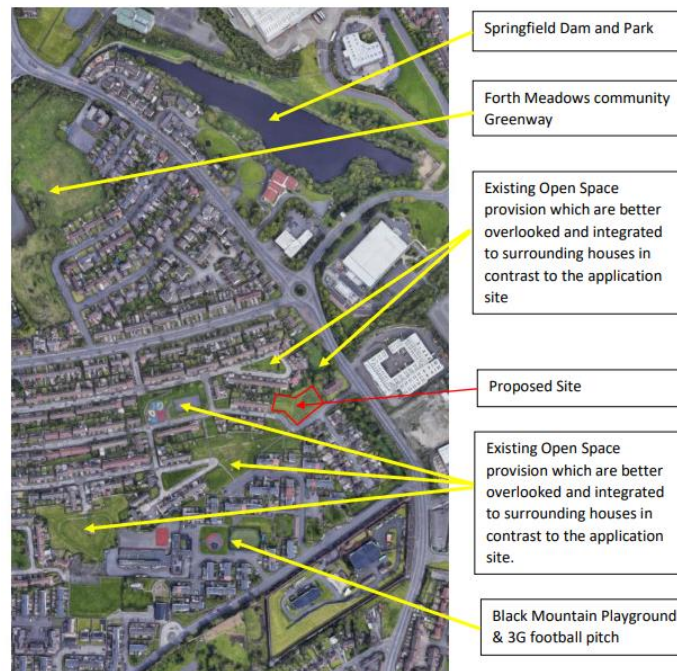 Springfield Dam and Park
Forth Meadows community
Greenway
Existing Open Space
provision which are better
overlooked and integrated
to surrounding houses in
contrast to the application
site
Proposed Site
Existing Open Space
provision which are better
overlooked and integrated
to surrounding houses in
contrast to the application
site.
Black Mountain Playground
& 3G football pitch